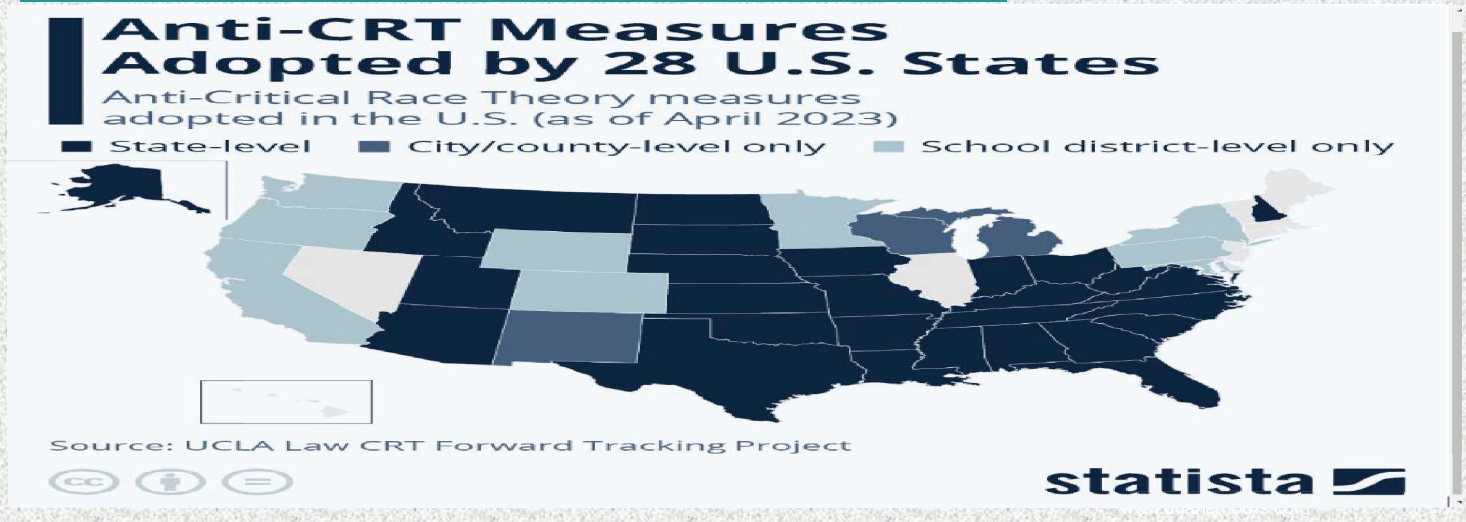 Anti-CRT Measures
Adopted by 28 U.S. States
Anti-Critical Race Theory measures
adopted in the U.S. (as of April 2023)
State-level City/county-level only School district-level only
Source: UCLA Law CRT Forward Tracking Project
cc
statista